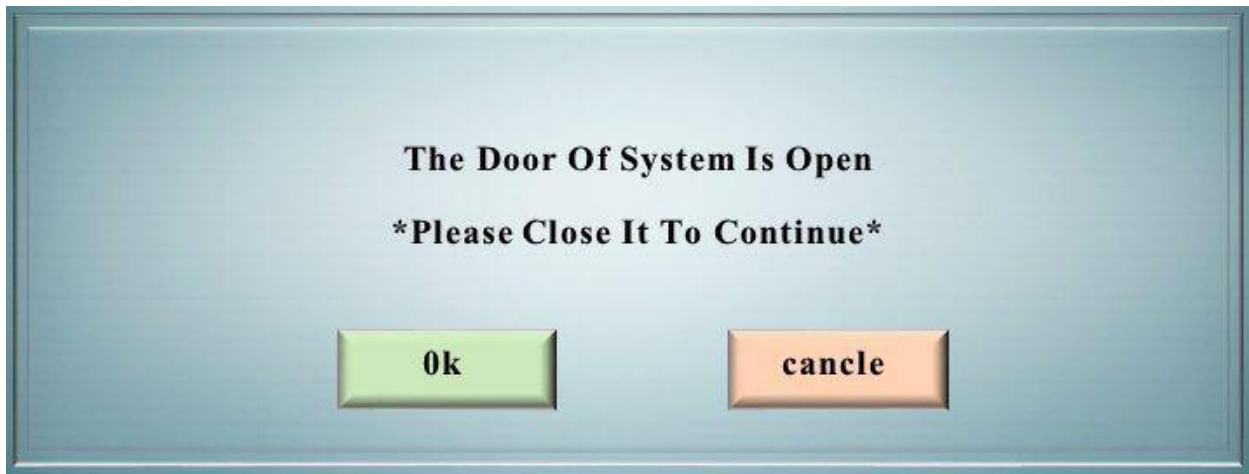 The Door Of System Is Open
*Please Close It To Continue*
0k
cancle